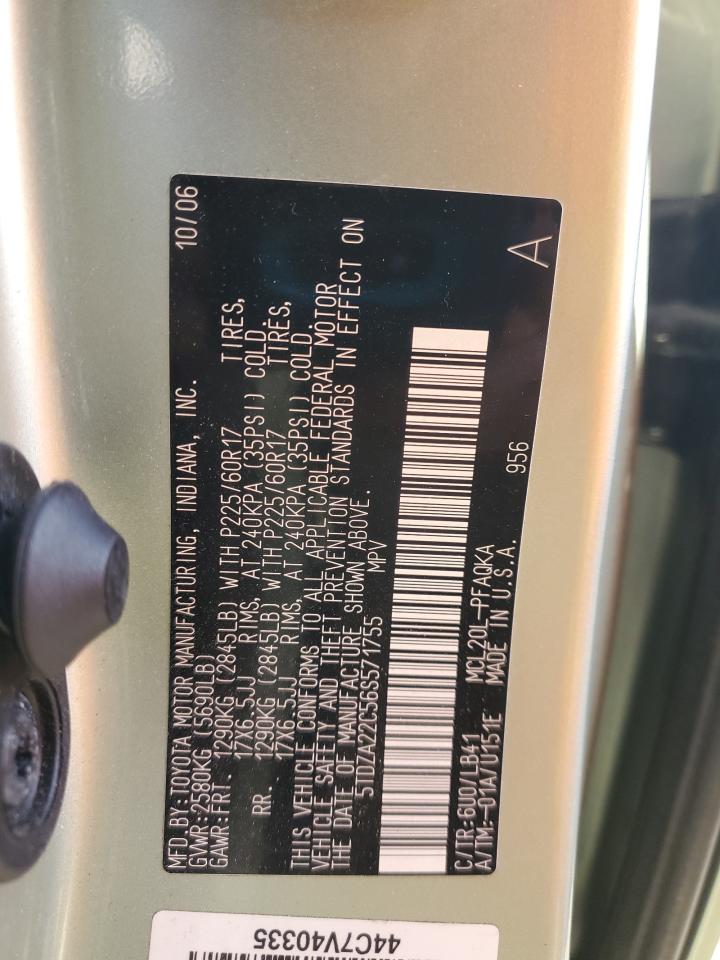 MFD.BY:TOYOTA MOTOR MANUFACTURING, INDIANA, INC. 10/06
GVWR:2580KG (5690LB)
GAWR:FRT. 1290KG (2845LB) WITH P225/60R17 TIRES,
17X6.5JJ RIMS, AT 240KPA (35PSI) COLD.
RR. 1290KG (2845LB) WITH P225/60R17 TIRES,
17X6.5JJ RIMS, AT 240KPA (35PSI) COLD.
THIS VEHICLE CONFORMS TO ALL APPLICABLE FEDERAL MOTOR
VEHICLE SAFETY AND THEFT PREVENTION STANDARDS IN EFFECT ON
THE DATE OF MANUFACTURE SHOWN ABOVE.
5TDZA22C56S571755 MPV
C/TR:6U0/LB41 MCL20L-PFAQKA 956 A
A/TM:-01A/U151E MADE IN U.S.A.
44C7V40335